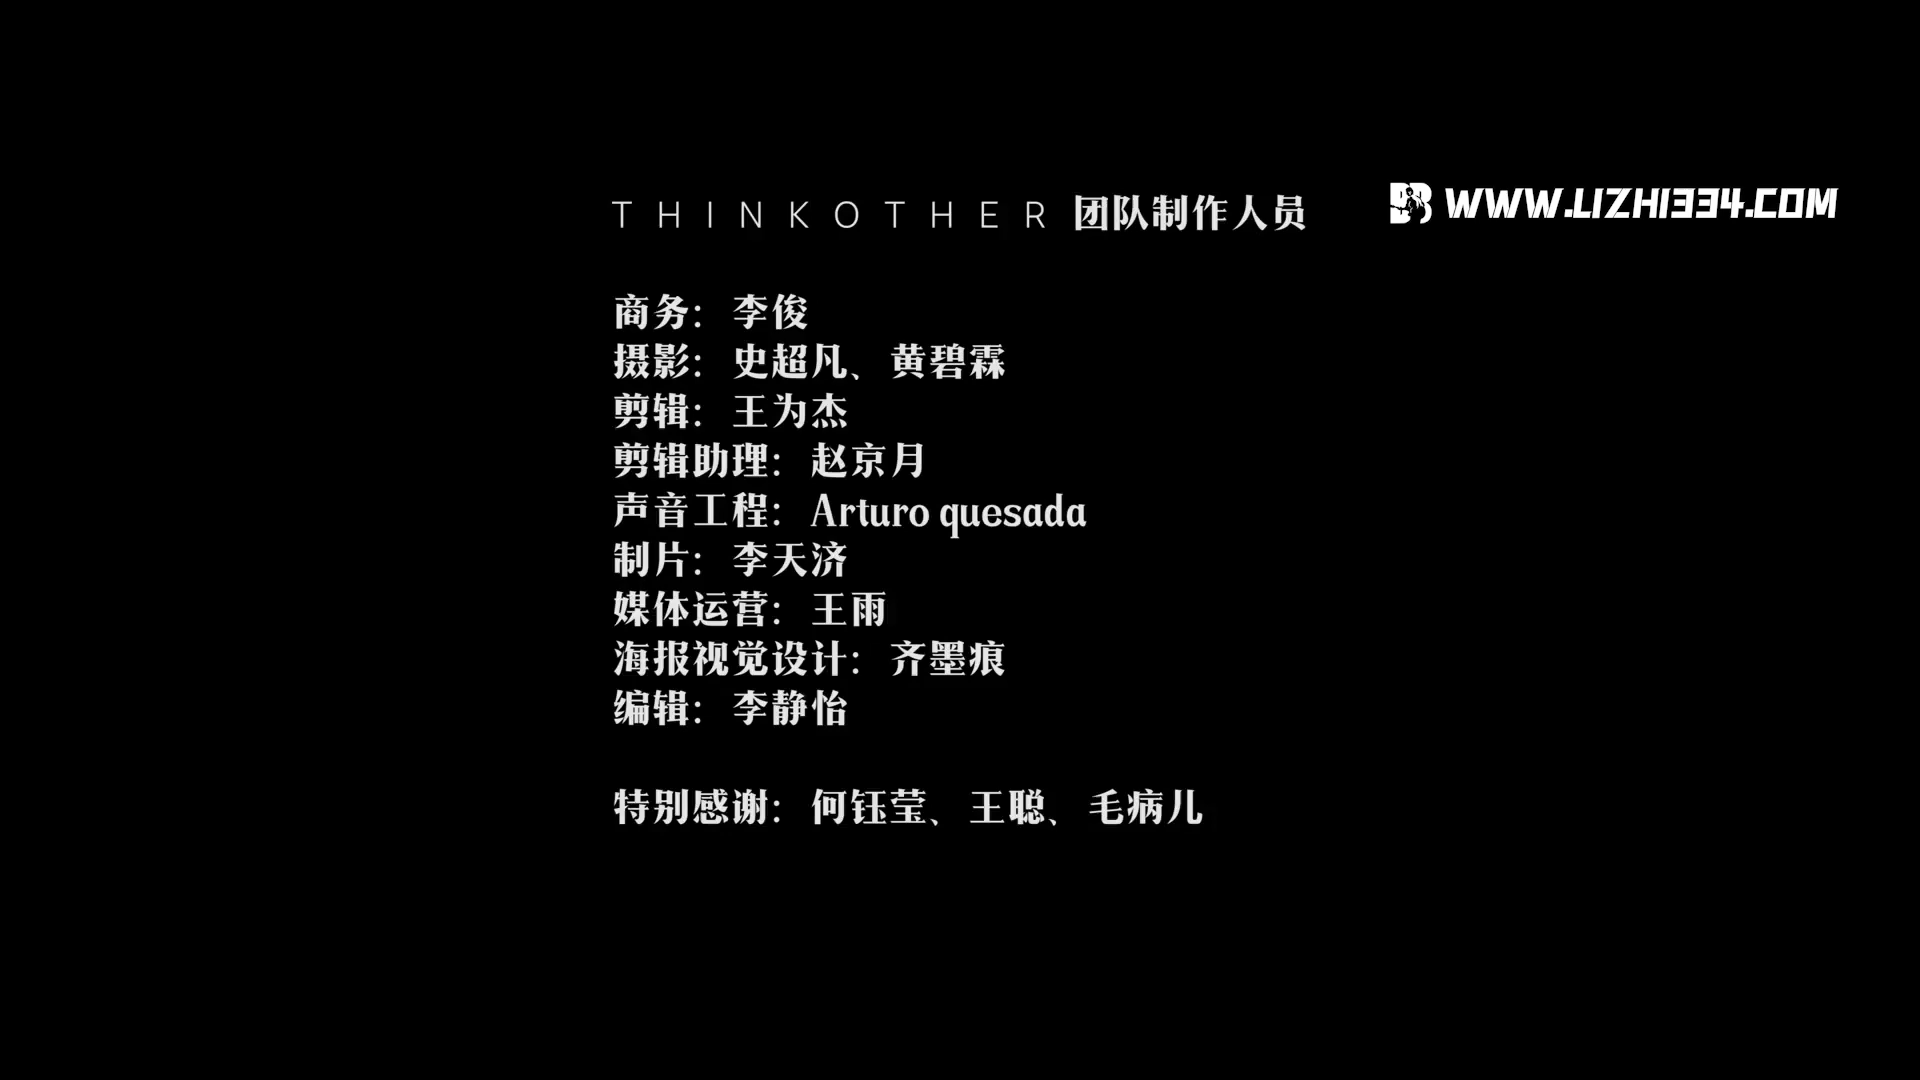 THINKOTHER 团队制作人员
WWW.LIZHI334.COM
商务：李俊
摄影：史超凡、黄碧霖
剪辑：王为杰
剪辑助理：赵京月
声音工程：Arturo quesada
制片：李天济
媒体运营：王雨
海报视觉设计：齐墨痕
编辑：李静怡
特别感谢：何钰莹、王聪、毛病儿